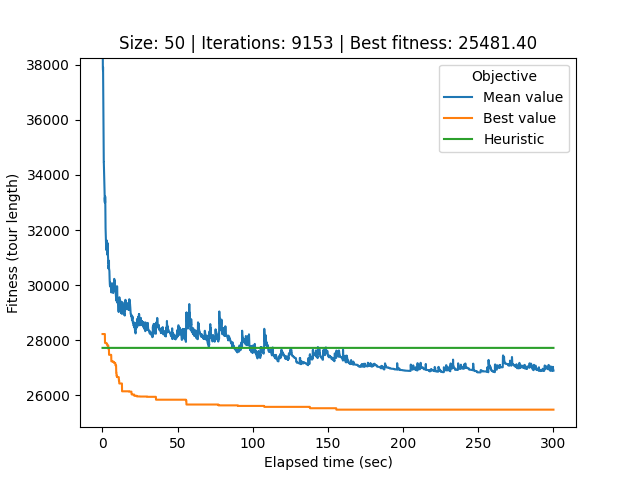 Size: 50 | Iterations: 9153 | Best fitness: 25481.40
Objective
Mean value
Best value
Heuristic
Fitness (tour length)
38000
36000
34000
32000
30000
28000
26000
0 50 100 150 200 250 300
Elapsed time (sec)